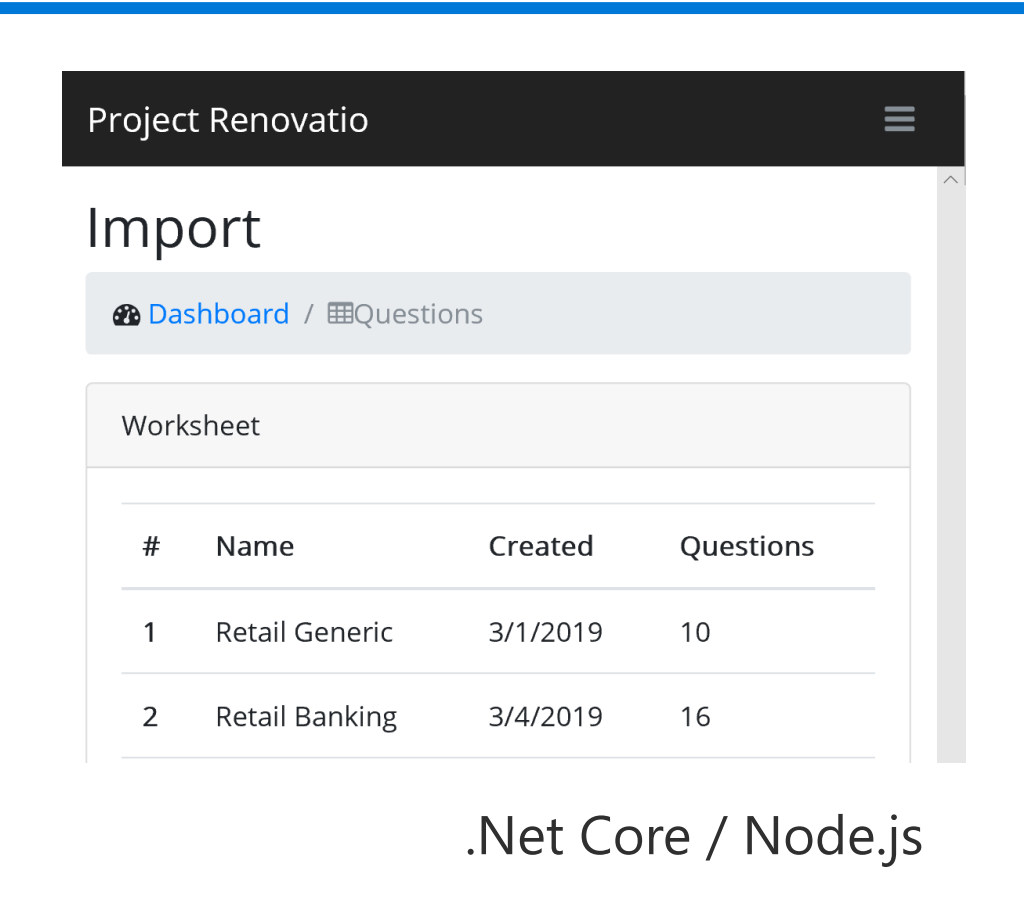 Project Renovatio
Import
Dashboard / Questions
Worksheet
# Name Created Questions
1 Retail Generic 3/1/2019 10
2 Retail Banking 3/4/2019 16
.Net Core / Node.js